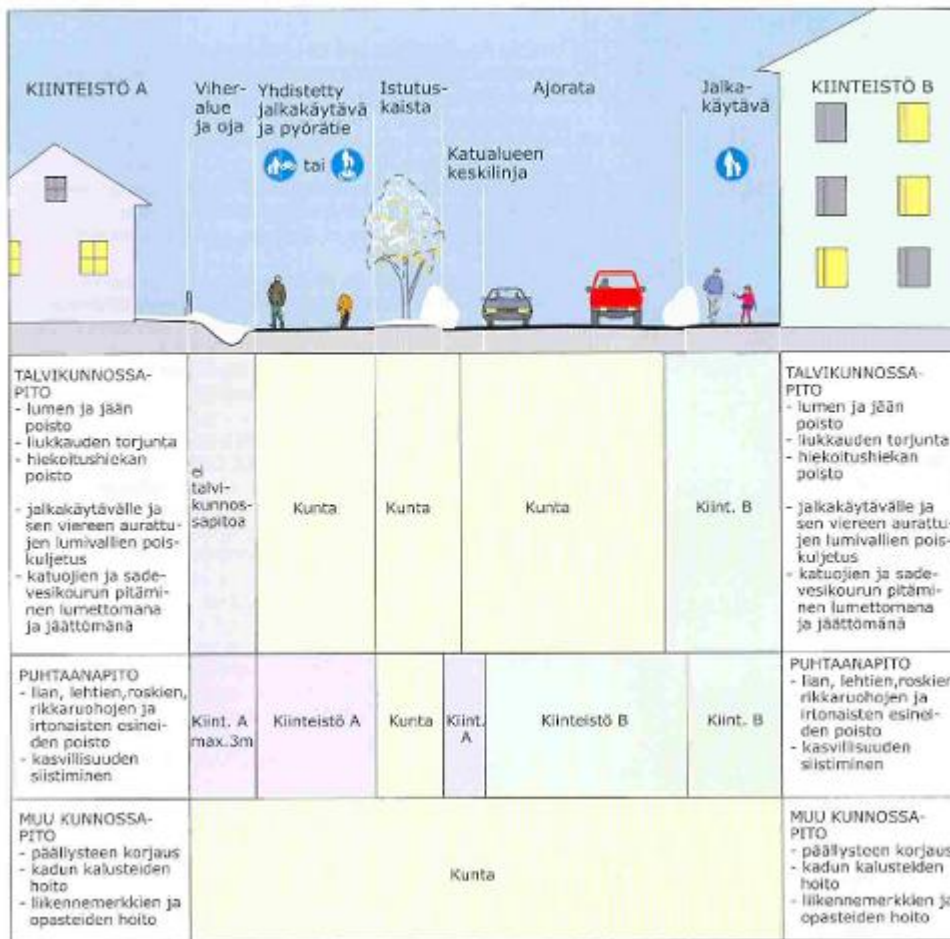 KIINTEISTÖ A
Viher-
alue
ja oja
Yhdistetty
jalkakäytävä
ja pyörätie
tai
Istutus-
kaista
Katualueen
keskilinja
Ajorata
Jalka-
käytävä
KIINTEISTÖ B
TALVIKUNNOSSA-
PITO
- lumen ja jään
poisto
- liukkauden torjunta
- hiekoitushiekan
poisto
- jalkakäytävälle ja
sen viereen aurattu-
jen lumivallien pois-
kuljetus
- katuojien ja sade-
vesikourun pitämi-
nen lumettomana
ja jäättömänä
ei
talvi-
kunnos-
sapitoa
Kunta
Kunta
Kunta
Kiint. B
TALVIKUNNOSSA-
PITO
- lumen ja jään
poisto
- liukkauden torjunta
- hiekoitushiekan
poisto
- jalkakäytävälle ja
sen viereen aurattu-
jen lumivallien pois-
kuljetus
- katuojien ja sade-
vesikourun pitämi-
nen lumettomana
ja jäättömänä
PUHTAANAPITO
- lian, lehtien,roskien,
rikkaruohojen ja
irtonaisten esinei-
den poisto
- kasvillisuuden
siistiminen
Kiint. A
max.3m
Kiinteistö A
Kunta
Kiint.
A
Kiinteistö B
Kiint. B
PUHTAANAPITO
- lian, lehtien,roskien,
rikkaruohojen ja
irtonaisten esinei-
den poisto
- kasvillisuuden
siistiminen
MUU KUNNOSSA-
PITO
- päällysteen korjaus
- kadun kalusteiden
hoito
- liikennemerkkien ja
opasteiden hoito
Kunta
MUU KUNNOSSA-
PITO
- päällysteen korjaus
- kadun kalusteiden
hoito
- liikennemerkkien ja
opasteiden hoito